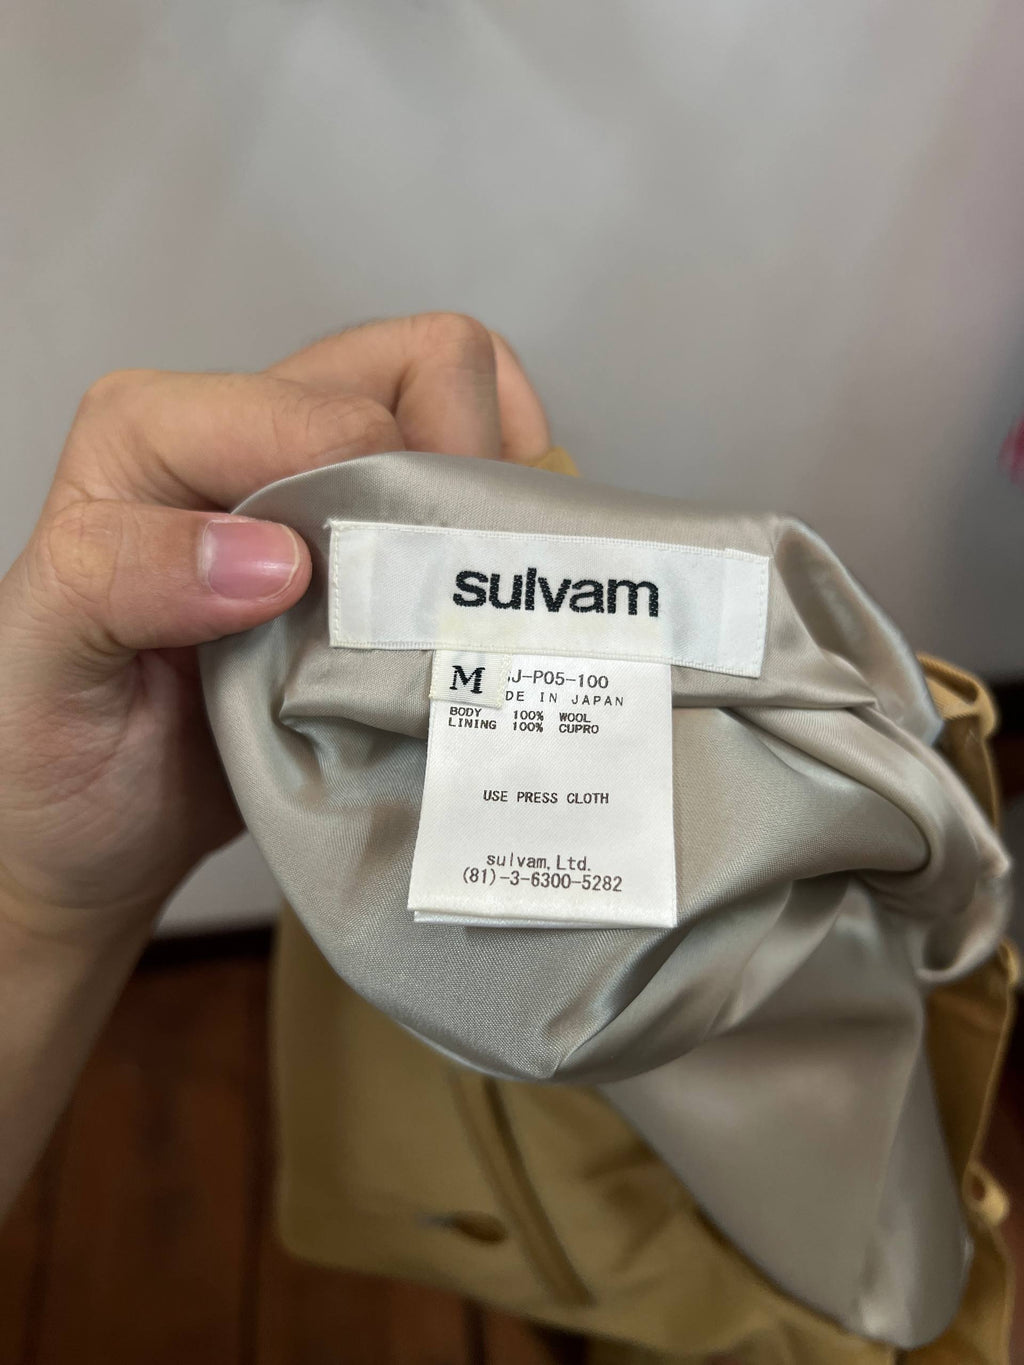 sulvam
M
J-P05-100
DE IN JAPAN
BODY 100% WOOL
LINING 100% CUPRO
USE PRESS CLOTH
sulvam, Ltd.
(81)-3-6300-5282